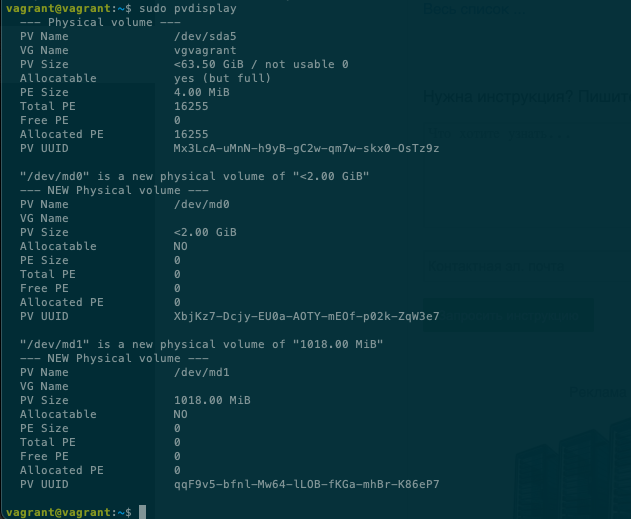 vagrant@vagrant:~$ sudo pvdisplay
--- Physical volume ---
PV Name /dev/sda5
VG Name vgvagrant
PV Size <63.50 GiB / not usable 0
Allocatable yes (but full)
PE Size 4.00 MiB
Total PE 16255
Free PE 0
Allocated PE 16255
PV UUID Mx3LcA-uMnN-h9yB-gC2w-qm7w-skx0-OsTz9z
"/dev/md0" is a new physical volume of "<2.00 GiB"
--- NEW Physical volume ---
PV Name /dev/md0
VG Name
PV Size <2.00 GiB
Allocatable NO
PE Size 0
Total PE 0
Free PE 0
Allocated PE 0
PV UUID XbjKz7-Dcjy-EU0a-AOTY-mEOf-p02k-ZqW3e7
"/dev/md1" is a new physical volume of "1018.00 MiB"
--- NEW Physical volume ---
PV Name /dev/md1
VG Name
PV Size 1018.00 MiB
Allocatable NO
PE Size 0
Total PE 0
Free PE 0
Allocated PE 0
PV UUID qqF9v5-bfnl-Mw64-lLOB-fKGa-mhBr-K86eP7
vagrant@vagrant:~$
Весь список
Нужна инструкция? Пишите